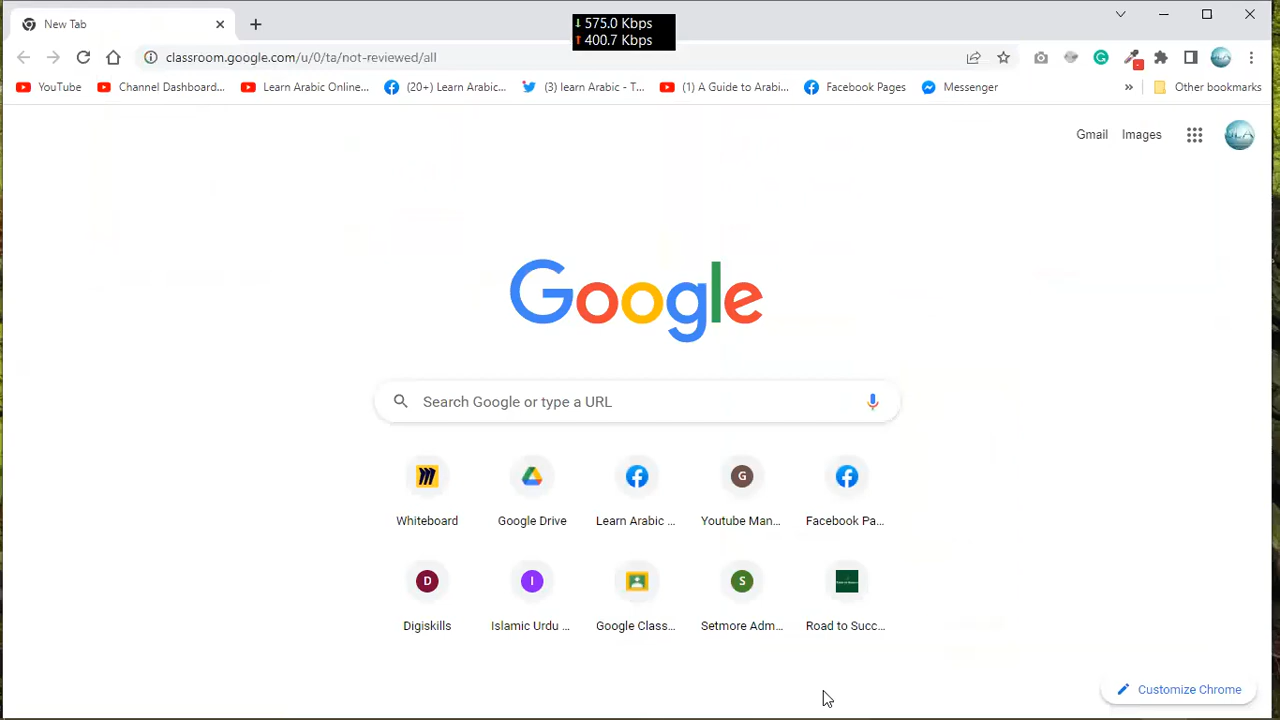 New Tab
575.0 Kbps
400.7 Kbps
classroom.google.com/u/0/ta/not-reviewed/all
YouTube
Channel Dashboard...
Learn Arabic Online...
(20+) Learn Arabic...
(3) learn Arabic - T...
(1) A Guide to Arabi...
Facebook Pages
Messenger
Other bookmarks
Gmail
Images
JLA
Google
Search Google or type a URL
G
Whiteboard
Google Drive
Learn Arabic ...
Youtube Man...
Facebook Pa...
D
I
S
Digiskills
Islamic Urdu ...
Google Class...
Setmore Adm...
Road to Succ...
Customize Chrome